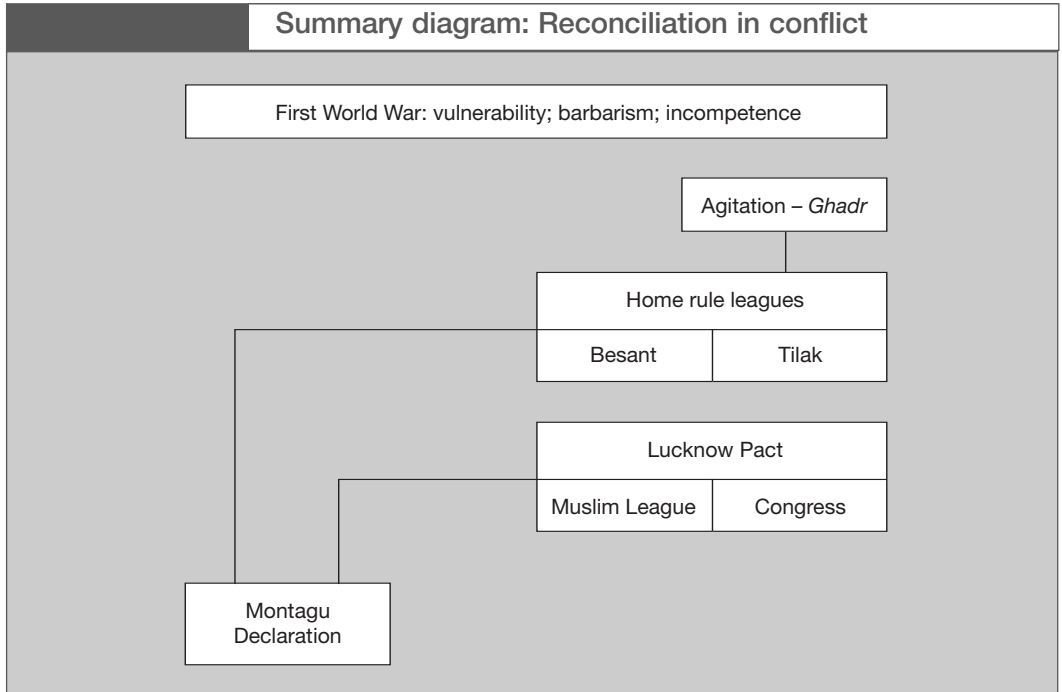 Summary diagram: Reconciliation in conflict
First World War: vulnerability; barbarism; incompetence
Agitation – Ghadr
Home rule leagues
Besant
Tilak
Lucknow Pact
Muslim League
Congress
Montagu
Declaration